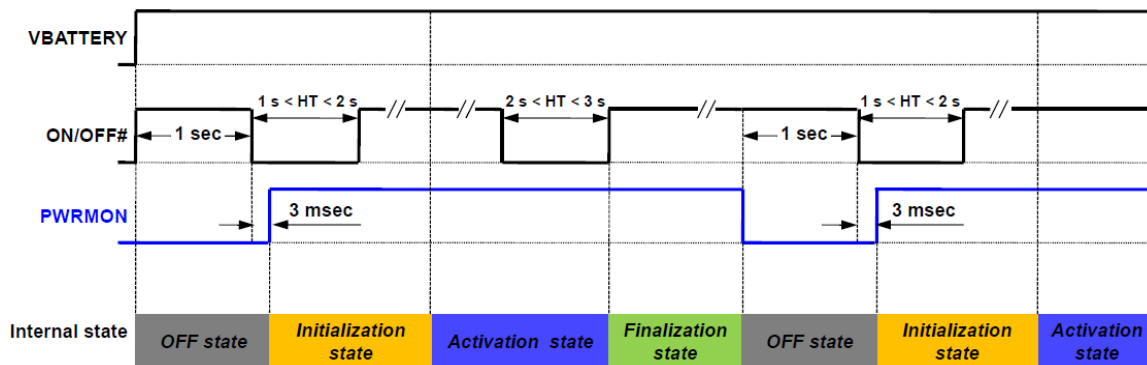 VBATTERY
1 s < HT < 2 s
2 s < HT < 3 s
1 s < HT < 2 s
ON/OFF#
1 sec
1 sec
PWRMON
3 msec
3 msec
Internal state
OFF state
Initialization
state
Activation state
Finalization
state
OFF state
Initialization
state
Activation
state